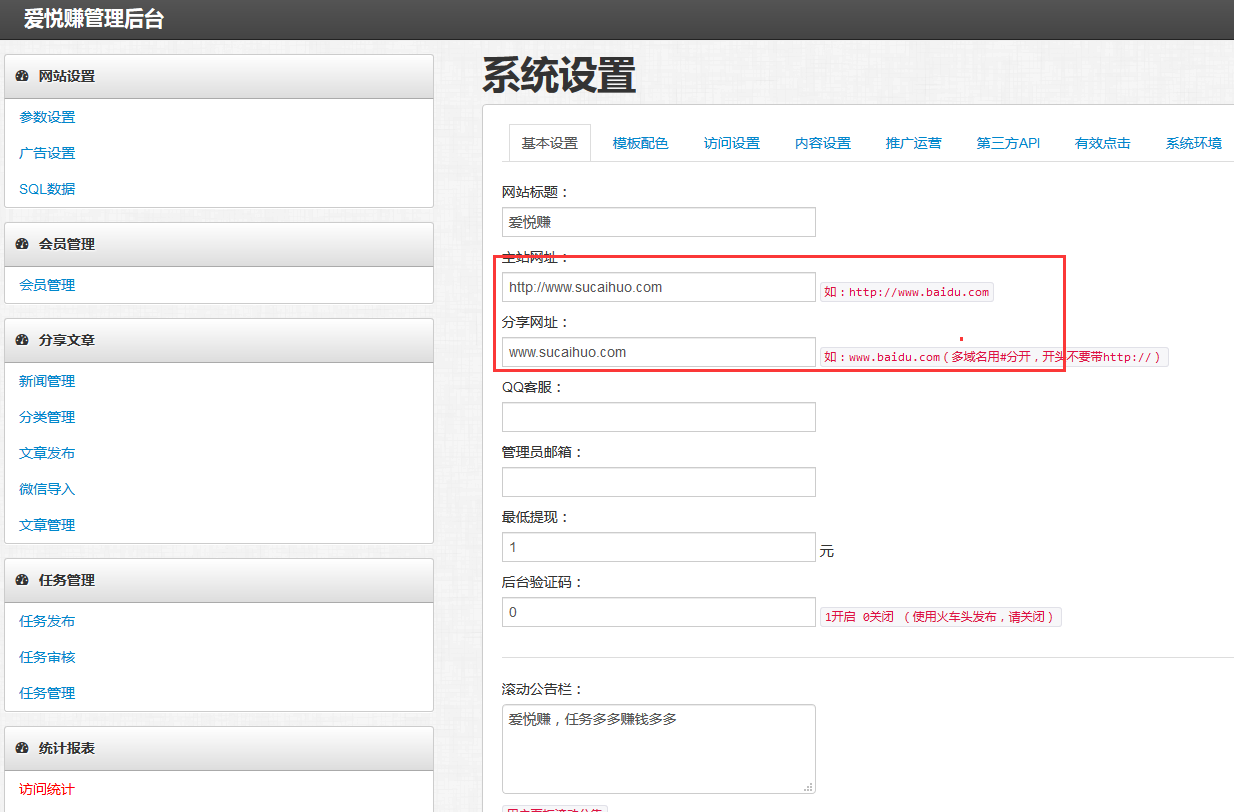 爱悦赚管理后台
网站设置
参数设置
广告设置
SQL数据
会员管理
会员管理
分享文章
新闻管理
分类管理
文章发布
微信导入
文章管理
任务管理
任务发布
任务审核
任务管理
统计报表
访问统计
系统设置
基本设置 模板配色 访问设置 内容设置 推广运营 第三方API 有效点击 系统环境
网站标题：
爱悦赚
主站网址：
http://www.sucaihuo.com 如：http://www.baidu.com
分享网址：
www.sucaihuo.com 如：www.baidu.com（多域名用#分开，开头不要带http://）
QQ客服：
管理员邮箱：
最低提现：
1 元
后台验证码：
0 1开启 0关闭 （使用火车头发布，请关闭）
滚动公告栏：
爱悦赚，任务多多赚钱多多